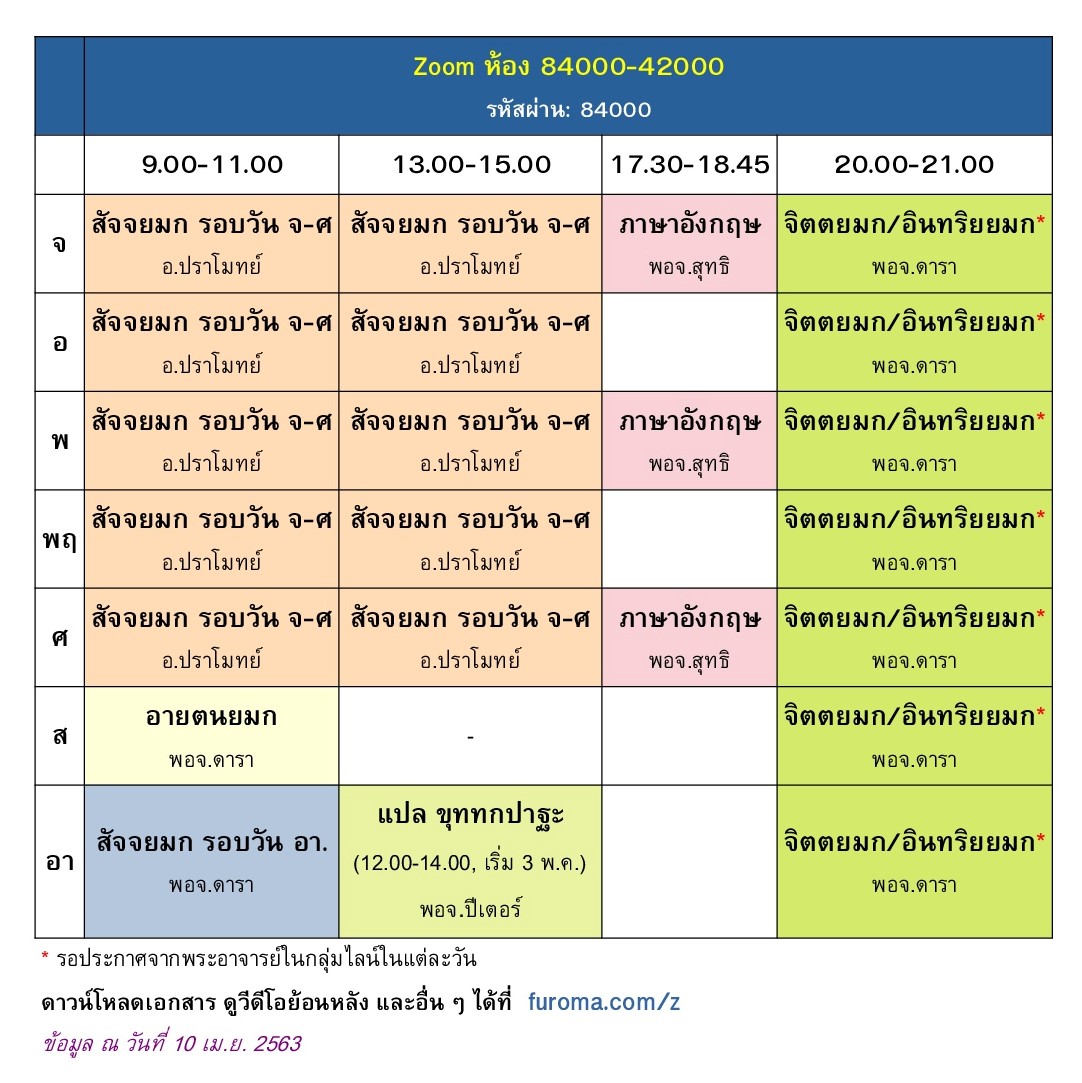 Zoom ห้อง 84000-42000
รหัสผ่าน: 84000
9.00-11.00 13.00-15.00 17.30-18.45 20.00-21.00
จ
สัจจยมก รอบวัน จ-ศ สัจจยมก รอบวัน จ-ศ ภาษาอังกฤษ จิตตยมก/อินทริยยมก*
อ.ปราโมทย์ อ.ปราโมทย์ พอจ.สุทธิ พอจ.ดารา
อ
สัจจยมก รอบวัน จ-ศ สัจจยมก รอบวัน จ-ศ จิตตยมก/อินทริยยมก*
อ.ปราโมทย์ อ.ปราโมทย์ พอจ.ดารา
พ
สัจจยมก รอบวัน จ-ศ สัจจยมก รอบวัน จ-ศ ภาษาอังกฤษ จิตตยมก/อินทริยยมก*
อ.ปราโมทย์ อ.ปราโมทย์ พอจ.สุทธิ พอจ.ดารา
พฤ
สัจจยมก รอบวัน จ-ศ สัจจยมก รอบวัน จ-ศ จิตตยมก/อินทริยยมก*
อ.ปราโมทย์ อ.ปราโมทย์ พอจ.ดารา
ศ
สัจจยมก รอบวัน จ-ศ สัจจยมก รอบวัน จ-ศ ภาษาอังกฤษ จิตตยมก/อินทริยยมก*
อ.ปราโมทย์ อ.ปราโมทย์ พอจ.สุทธิ พอจ.ดารา
ส
อายตนยมก - จิตตยมก/อินทริยยมก*
พอจ.ดารา พอจ.ดารา
อา
สัจจยมก รอบวัน อา.
พอจ.ดารา
แปล ขุททกปาฐะ
(12.00-14.00, เริ่ม 3 พ.ค.)
พอจ.ปีเตอร์
จิตตยมก/อินทริยยมก*
พอจ.ดารา
* รอประกาศจากพระอาจารย์ในกลุ่มไลน์ในแต่ละวัน
ดาวน์โหลดเอกสาร ดูวีดีโอย้อนหลัง และอื่น ๆ ได้ที่ furoma.com/z
ข้อมูล ณ วันที่ 10 เม.ย. 2563